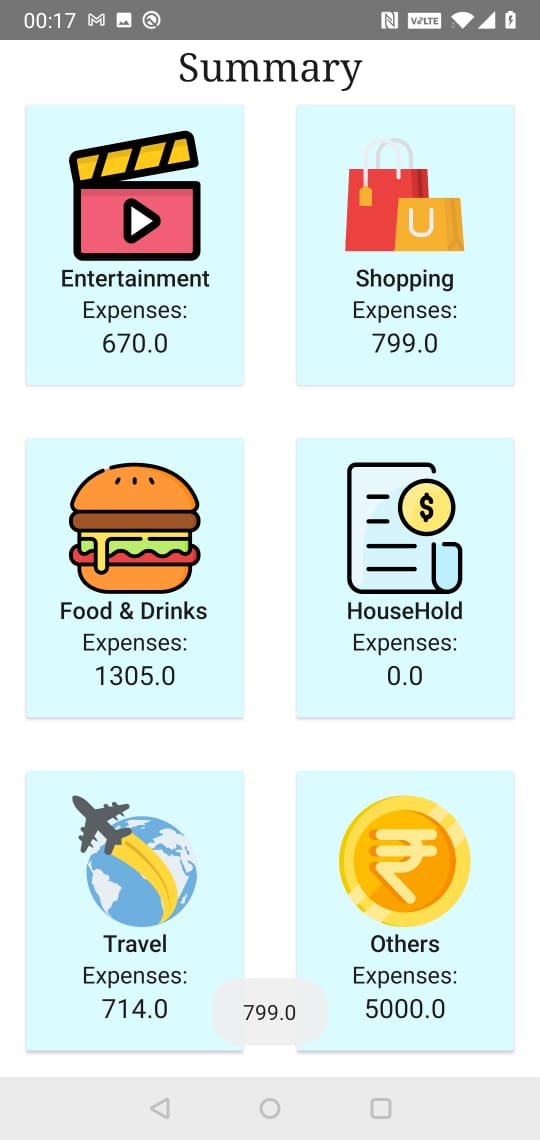 00:17
VoLTE
Summary
Entertainment
Expenses:
670.0
Shopping
Expenses:
799.0
Food & Drinks
Expenses:
1305.0
HouseHold
Expenses:
0.0
Travel
Expenses:
714.0
Others
Expenses:
5000.0
799.0